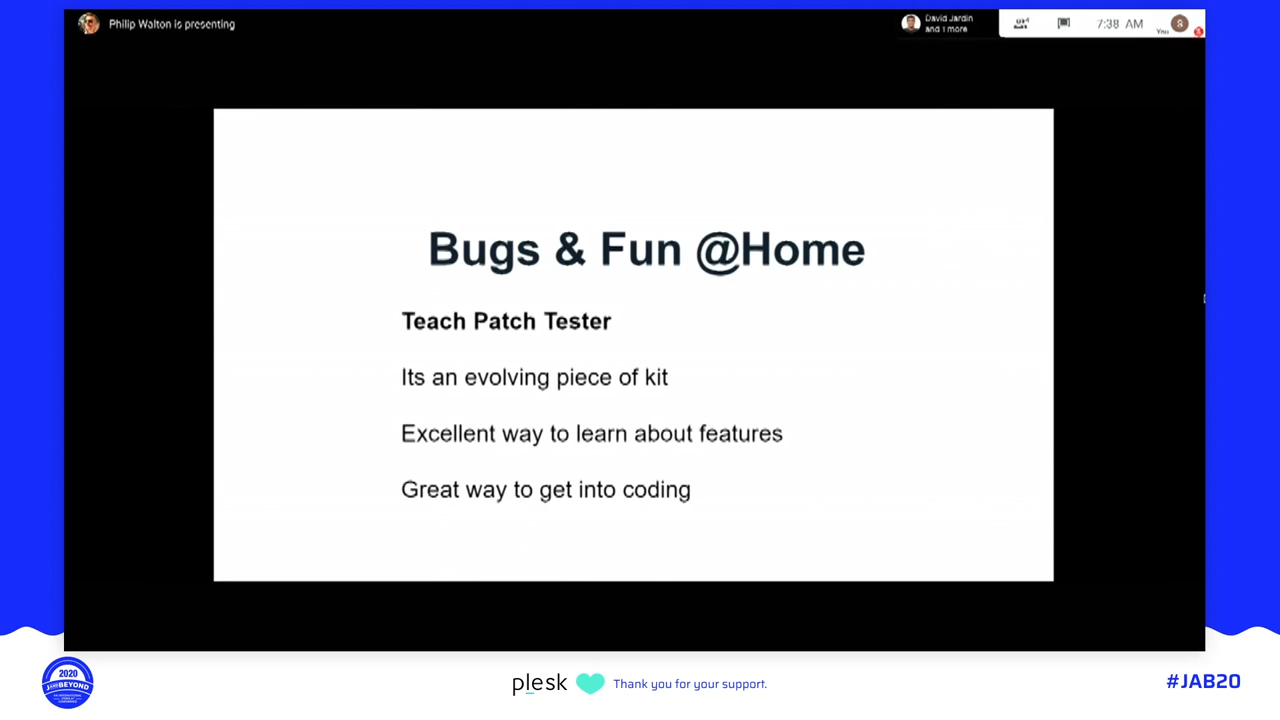 Philip Walton is presenting
David Jardin
and 1 more
7:38 AM
You
S
Bugs & Fun @Home
Teach Patch Tester
Its an evolving piece of kit
Excellent way to learn about features
Great way to get into coding
2020
BEYOND
plesk
Thank you for your support.
#JAB20